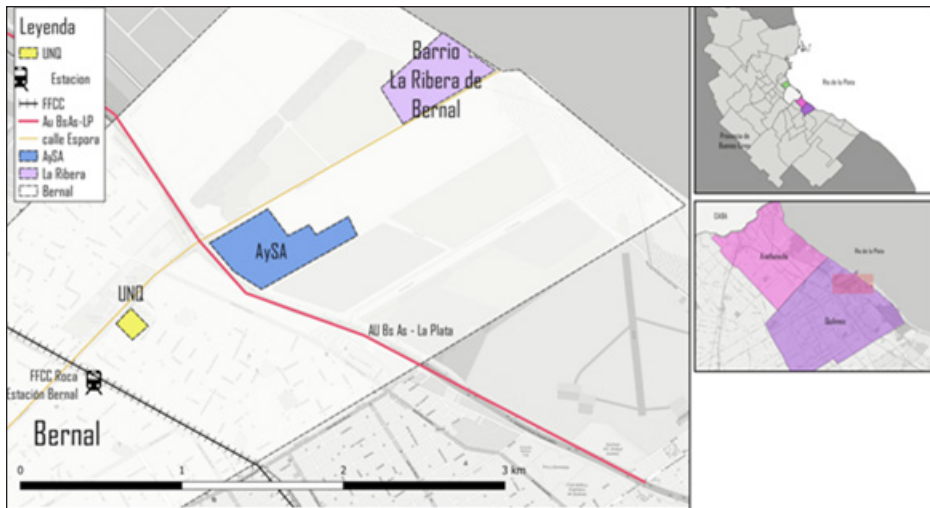 Leyenda
UNQ
Estacion
FFCC
Au BsAs-LP
calle Espora
AySA
La Ribera
Bernal
Barrio
La Ribera de
Bernal
AySA
UNQ
AU Bs As - La Plata
FFCC Roca
Estación Bernal
Bernal
0 1 2 3 km
Rio de la Plata
Provincia de
Buenos Aires
CABA
Rio de la Plata
Avellaneda
Quilmes